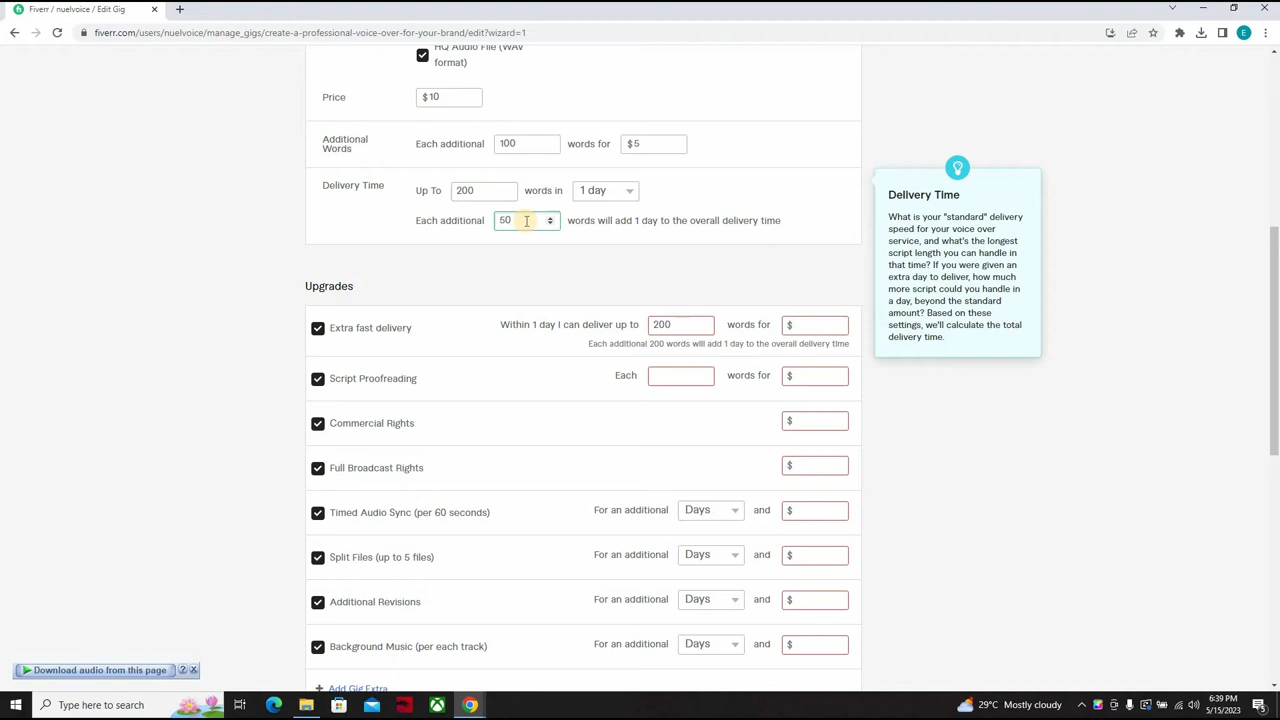 Fiverr / nuelvoice / Edit Gig
fiverr.com/users/nuelvoice/manage_gigs/create-a-professional-voice-over-for-your-brand/edit?wizard=1
E
HQ Audio File (WAV
format)
Price
$ 10
Additional
Words
Each additional 100 words for $ 5
Delivery Time
Up To 200 words in 1 day
Each additional 50 words will add 1 day to the overall delivery time
Delivery Time
What is your "standard" delivery
speed for your voice over
service, and what's the longest
script length you can handle in
that time? If you were given an
extra day to deliver, how much
more script could you handle in
a day, beyond the standard
amount? Based on these
settings, we'll calculate the total
delivery time.
Upgrades
Extra fast delivery Within 1 day I can deliver up to 200 words for $
Each additional 200 words will add 1 day to the overall delivery time
Script Proofreading Each words for $
Commercial Rights $
Full Broadcast Rights $
Timed Audio Sync (per 60 seconds) For an additional Days and $
Split Files (up to 5 files) For an additional Days and $
Additional Revisions For an additional Days and $
Background Music (per each track) For an additional Days and $
+ Add Gig Extra
Download audio from this page ? X
Type here to search
29°C Mostly cloudy
6:39 PM
5/15/2023